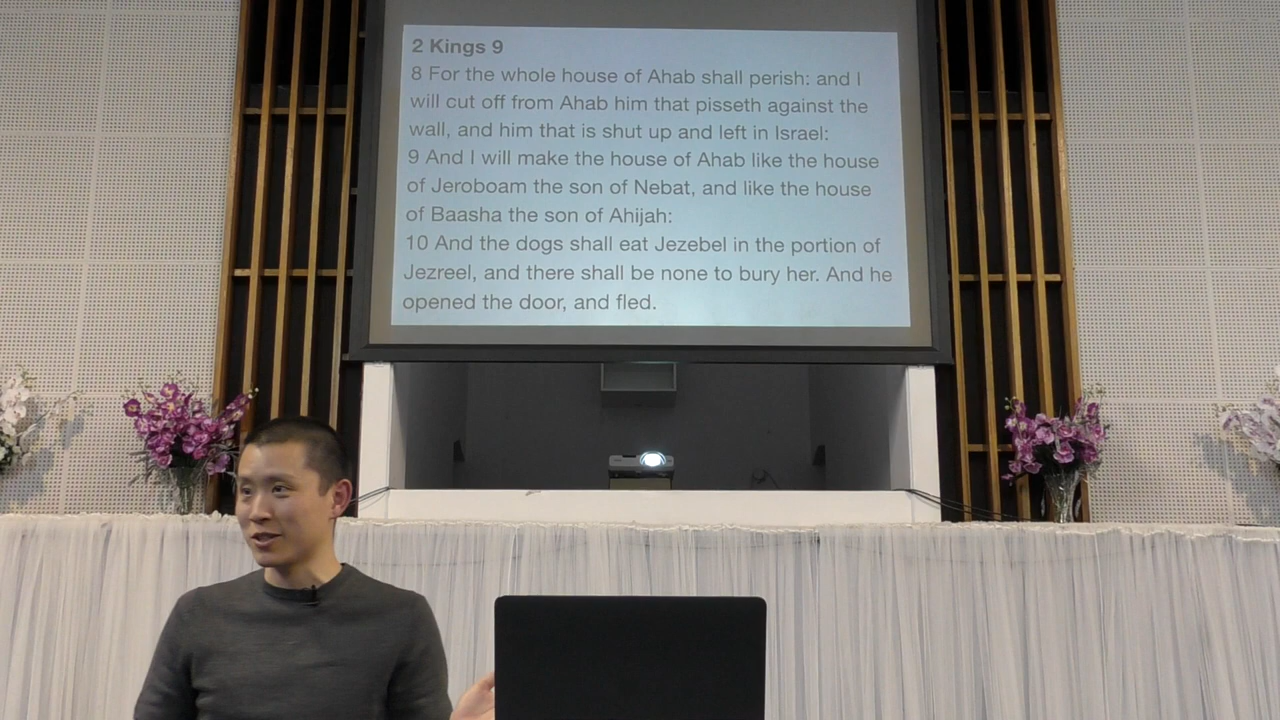 2 Kings 9
8 For the whole house of Ahab shall perish: and I
will cut off from Ahab him that pisseth against the
wall, and him that is shut up and left in Israel:
9 And I will make the house of Ahab like the house
of Jeroboam the son of Nebat, and like the house
of Baasha the son of Ahijah:
10 And the dogs shall eat Jezebel in the portion of
Jezreel, and there shall be none to bury her. And he
opened the door, and fled.